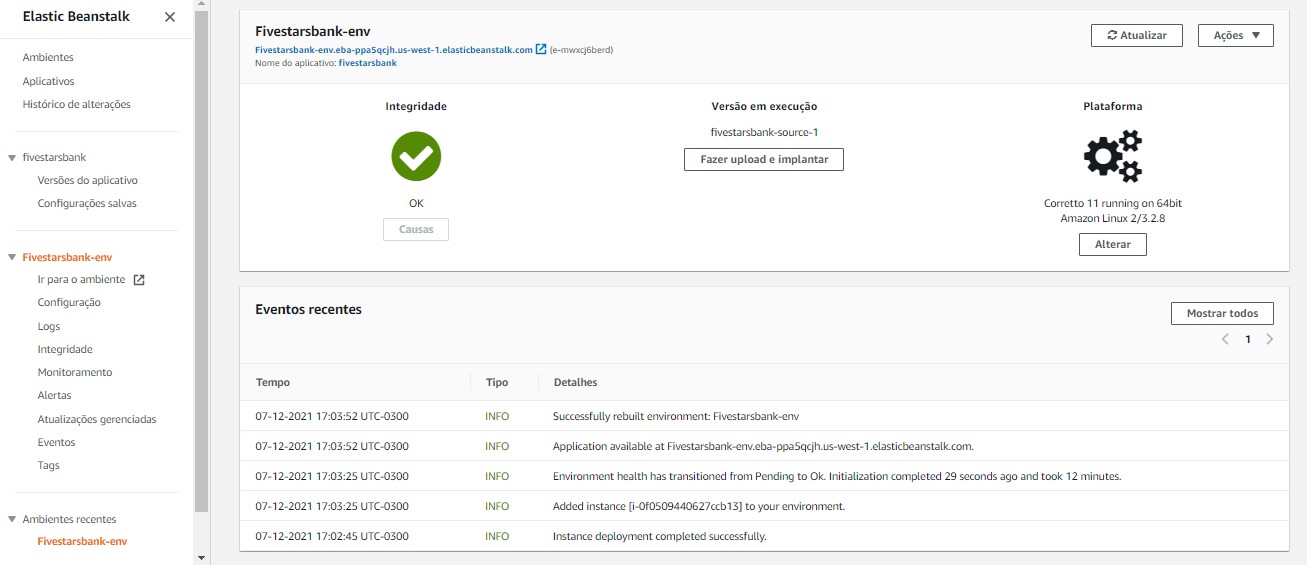 Elastic Beanstalk
Ambientes
Aplicativos
Histórico de alterações
fivestarsbank
Versões do aplicativo
Configurações salvas
Fivestarsbank-env
Ir para o ambiente
Configuração
Logs
Integridade
Monitoramento
Alertas
Atualizações gerenciadas
Eventos
Tags
Ambientes recentes
Fivestarsbank-env
Fivestarsbank-env
Fivestarsbank-env.eba-ppa5qcjh.us-west-1.elasticbeanstalk.com (e-mwxcj6berd)
Nome do aplicativo: fivestarsbank
Atualizar
Ações
Integridade
OK
Causas
Versão em execução
fivestarsbank-source-1
Fazer upload e implantar
Plataforma
Corretto 11 running on 64bit
Amazon Linux 2/3.2.8
Alterar
Eventos recentes
Mostrar todos
1
Tempo Tipo Detalhes
07-12-2021 17:03:52 UTC-0300 INFO Successfully rebuilt environment: Fivestarsbank-env
07-12-2021 17:03:52 UTC-0300 INFO Application available at Fivestarsbank-env.eba-ppa5qcjh.us-west-1.elasticbeanstalk.com.
07-12-2021 17:03:25 UTC-0300 INFO Environment health has transitioned from Pending to Ok. Initialization completed 29 seconds ago and took 12 minutes.
07-12-2021 17:03:25 UTC-0300 INFO Added instance [i-0f0509440627ccb13] to your environment.
07-12-2021 17:02:45 UTC-0300 INFO Instance deployment completed successfully.